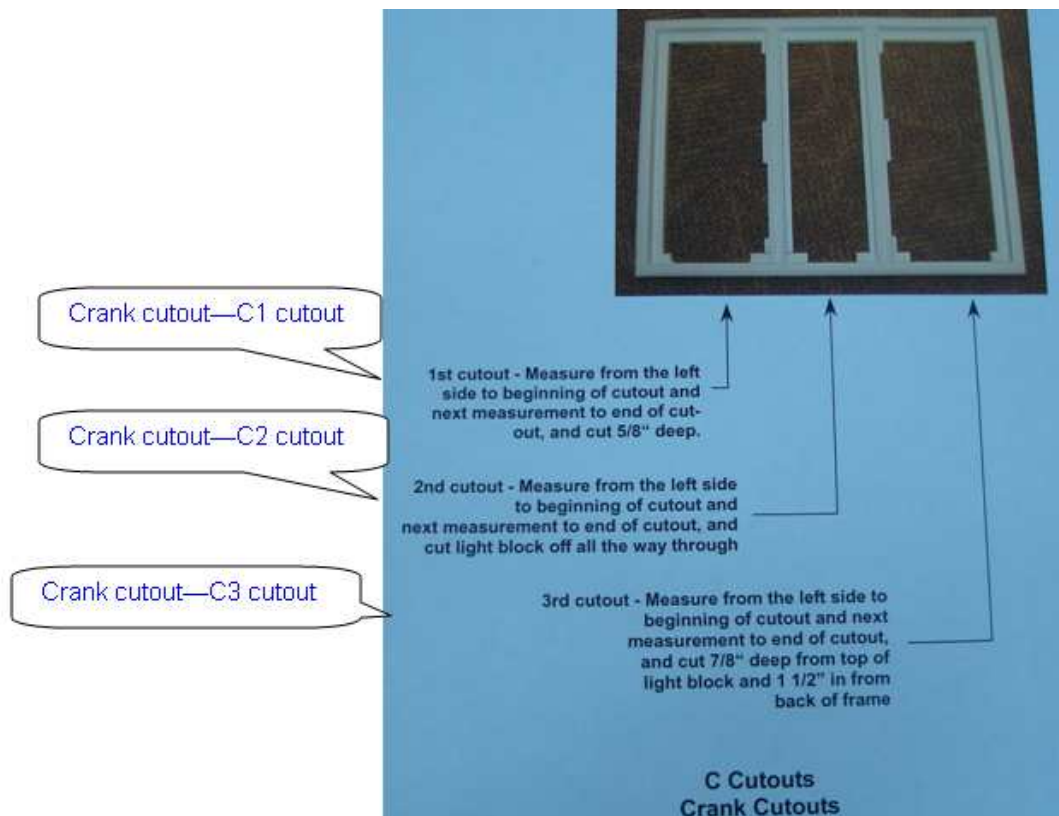 Crank cutout—C1 cutout
1st cutout - Measure from the left
side to beginning of cutout and
next measurement to end of cut-
out, and cut 5/8“ deep.
Crank cutout—C2 cutout
2nd cutout - Measure from the left side
to beginning of cutout and
next measurement to end of cutout, and
cut light block off all the way through
Crank cutout—C3 cutout
3rd cutout - Measure from the left side to
beginning of cutout and next
measurement to end of cutout,
and cut 7/8“ deep from top of
light block and 1 1/2” in from
back of frame
C Cutouts
Crank Cutouts